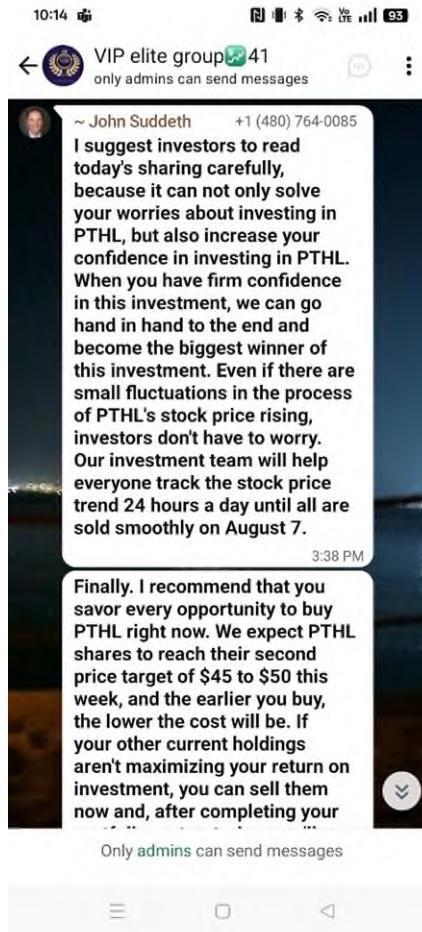 10:14
Vo LTE 93
VIP elite group💹41
only admins can send messages
~ John Suddeth +1 (480) 764-0085
I suggest investors to read
today's sharing carefully,
because it can not only solve
your worries about investing in
PTHL, but also increase your
confidence in investing in PTHL.
When you have firm confidence
in this investment, we can go
hand in hand to the end and
become the biggest winner of
this investment. Even if there are
small fluctuations in the process
of PTHL's stock price rising,
investors don't have to worry.
Our investment team will help
everyone track the stock price
trend 24 hours a day until all are
sold smoothly on August 7.
3:38 PM
Finally. I recommend that you
savor every opportunity to buy
PTHL right now. We expect PTHL
shares to reach their second
price target of $45 to $50 this
week, and the earlier you buy,
the lower the cost will be. If
your other current holdings
aren't maximizing your return on
investment, you can sell them
now and, after completing your
Only admins can send messages